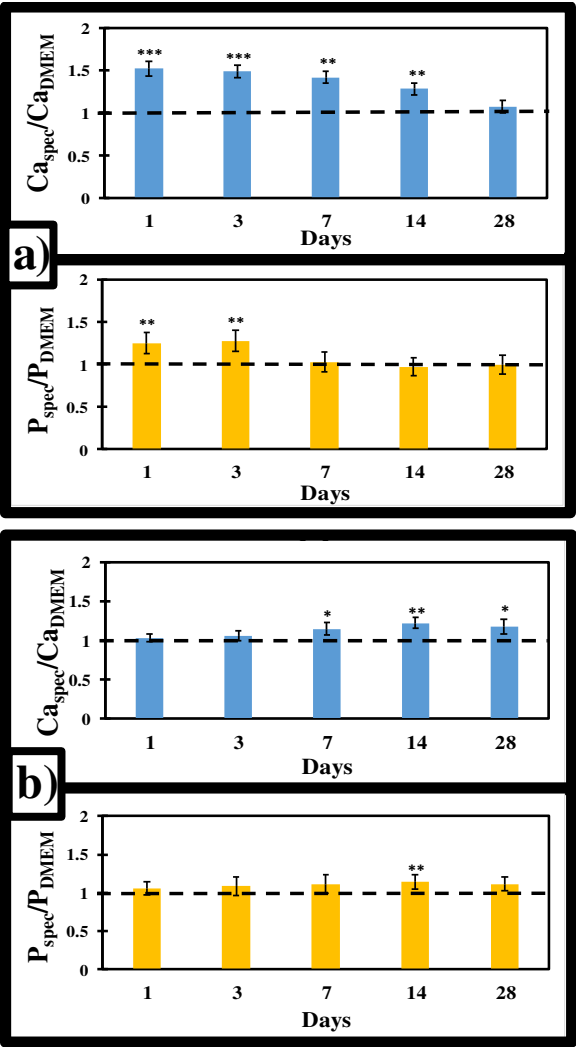 a)
Ca_spec/Ca_DMEM
2
1.5
1
0.5
0
*** *** ** **
1 3 7 14 28
Days
P_spec/P_DMEM
2
1.5
1
0.5
0
** **
1 3 7 14 28
Days
b)
Ca_spec/Ca_DMEM
2
1.5
1
0.5
0
* ** *
1 3 7 14 28
Days
P_spec/P_DMEM
2
1.5
1
0.5
0
**
1 3 7 14 28
Days